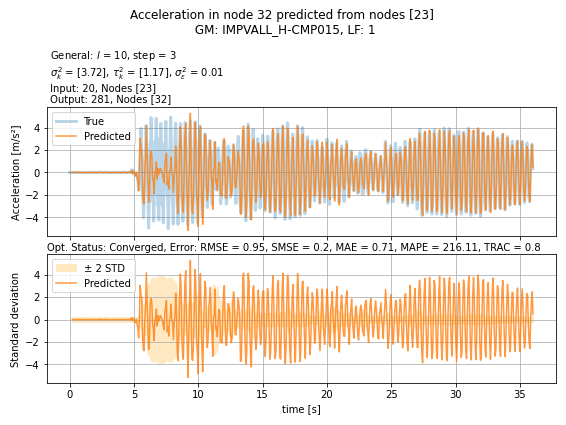 Acceleration in node 32 predicted from nodes [23]
GM: IMPVALL_H-CMP015, LF: 1
General: l = 10, step = 3
σ²ₖ = [3.72], τ²ₖ = [1.17], σ²ε = 0.01
Input: 20, Nodes [23]
Output: 281, Nodes [32]
True
Predicted
Acceleration [m/s²]
4
2
0
−2
−4
Opt. Status: Converged, Error: RMSE = 0.95, SMSE = 0.2, MAE = 0.71, MAPE = 216.11, TRAC = 0.8
± 2 STD
Predicted
Standard deviation
4
2
0
−2
−4
0 5 10 15 20 25 30 35
time [s]